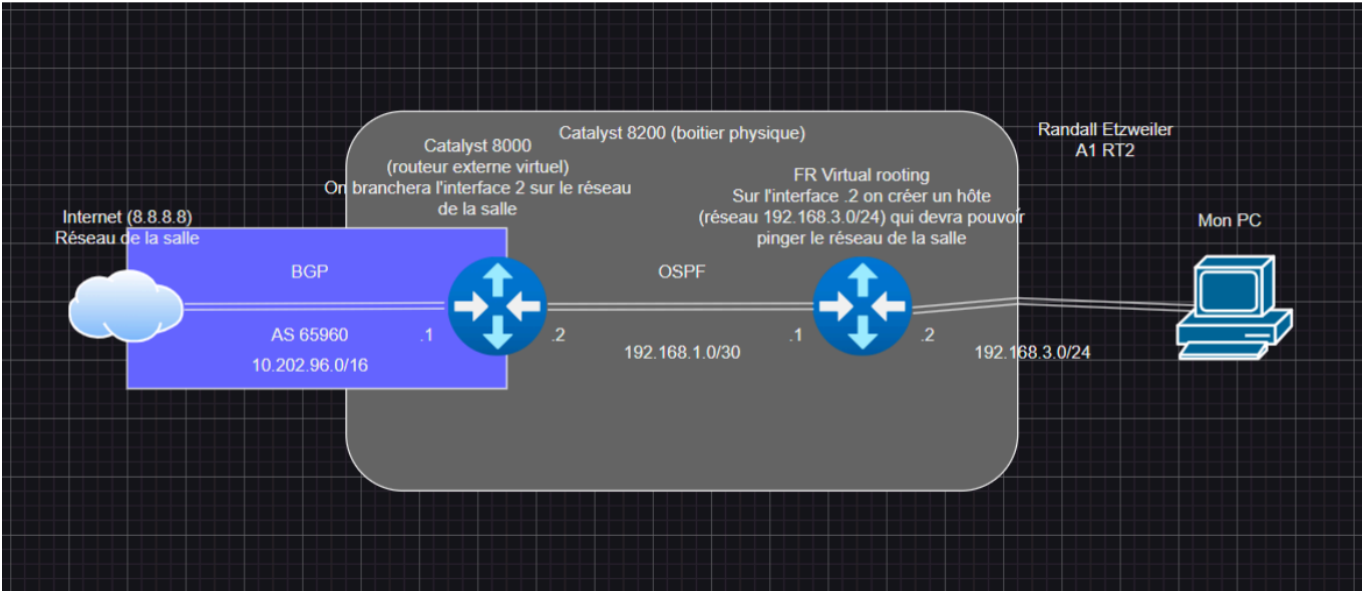 Catalyst 8200 (boitier physique)
Randall Etzweiler
A1 RT2
Catalyst 8000
(routeur externe virtuel)
On branchera l'interface 2 sur le réseau
de la salle
FR Virtual rooting
Sur l'interface .2 on créer un hôte
(réseau 192.168.3.0/24) qui devra pouvoir
pinger le réseau de la salle
Internet (8.8.8.8)
Réseau de la salle
Mon PC
BGP
OSPF
AS 65960
.1
.2
.1
.2
10.202.96.0/16
192.168.1.0/30
192.168.3.0/24